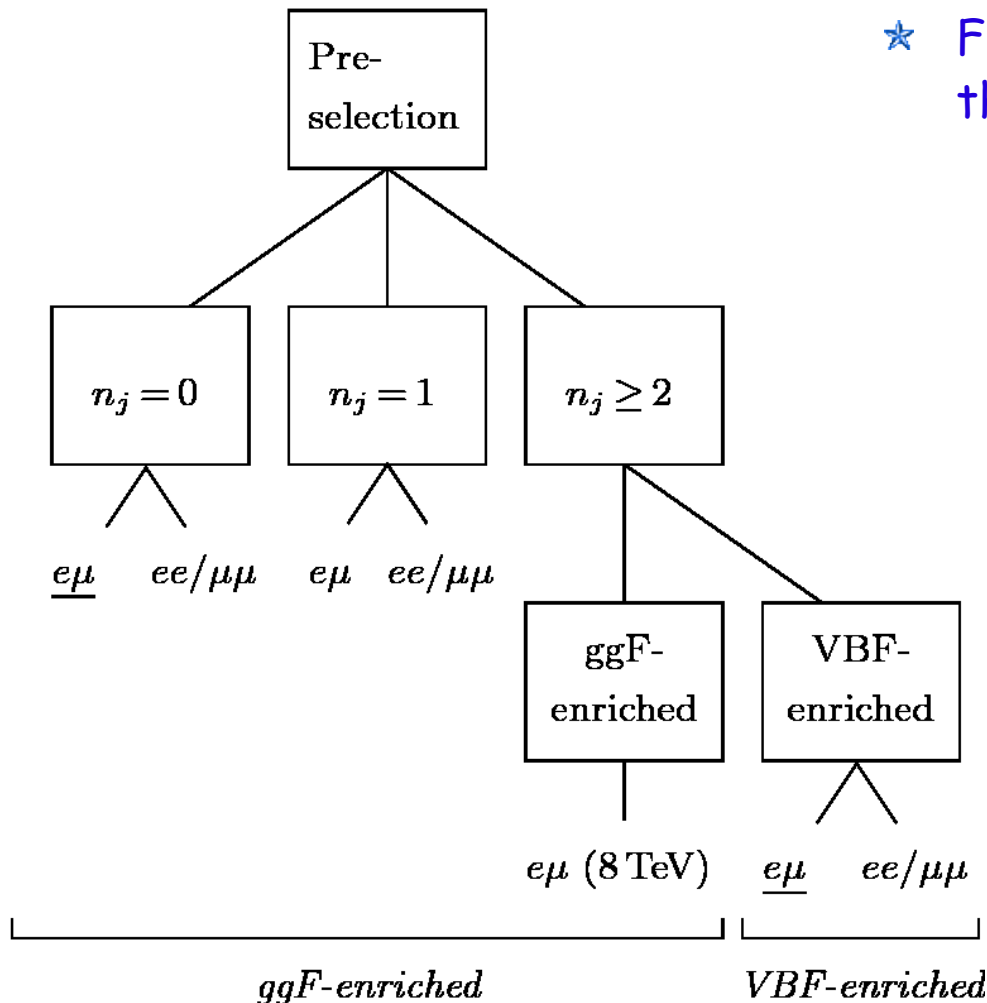 Pre-
selection
F
n_j = 0
n_j = 1
n_j ≥ 2
eμ ee/μμ
eμ ee/μμ
ggF-
enriched
VBF-
enriched
eμ (8 TeV)
eμ ee/μμ
ggF-enriched
VBF-enriched